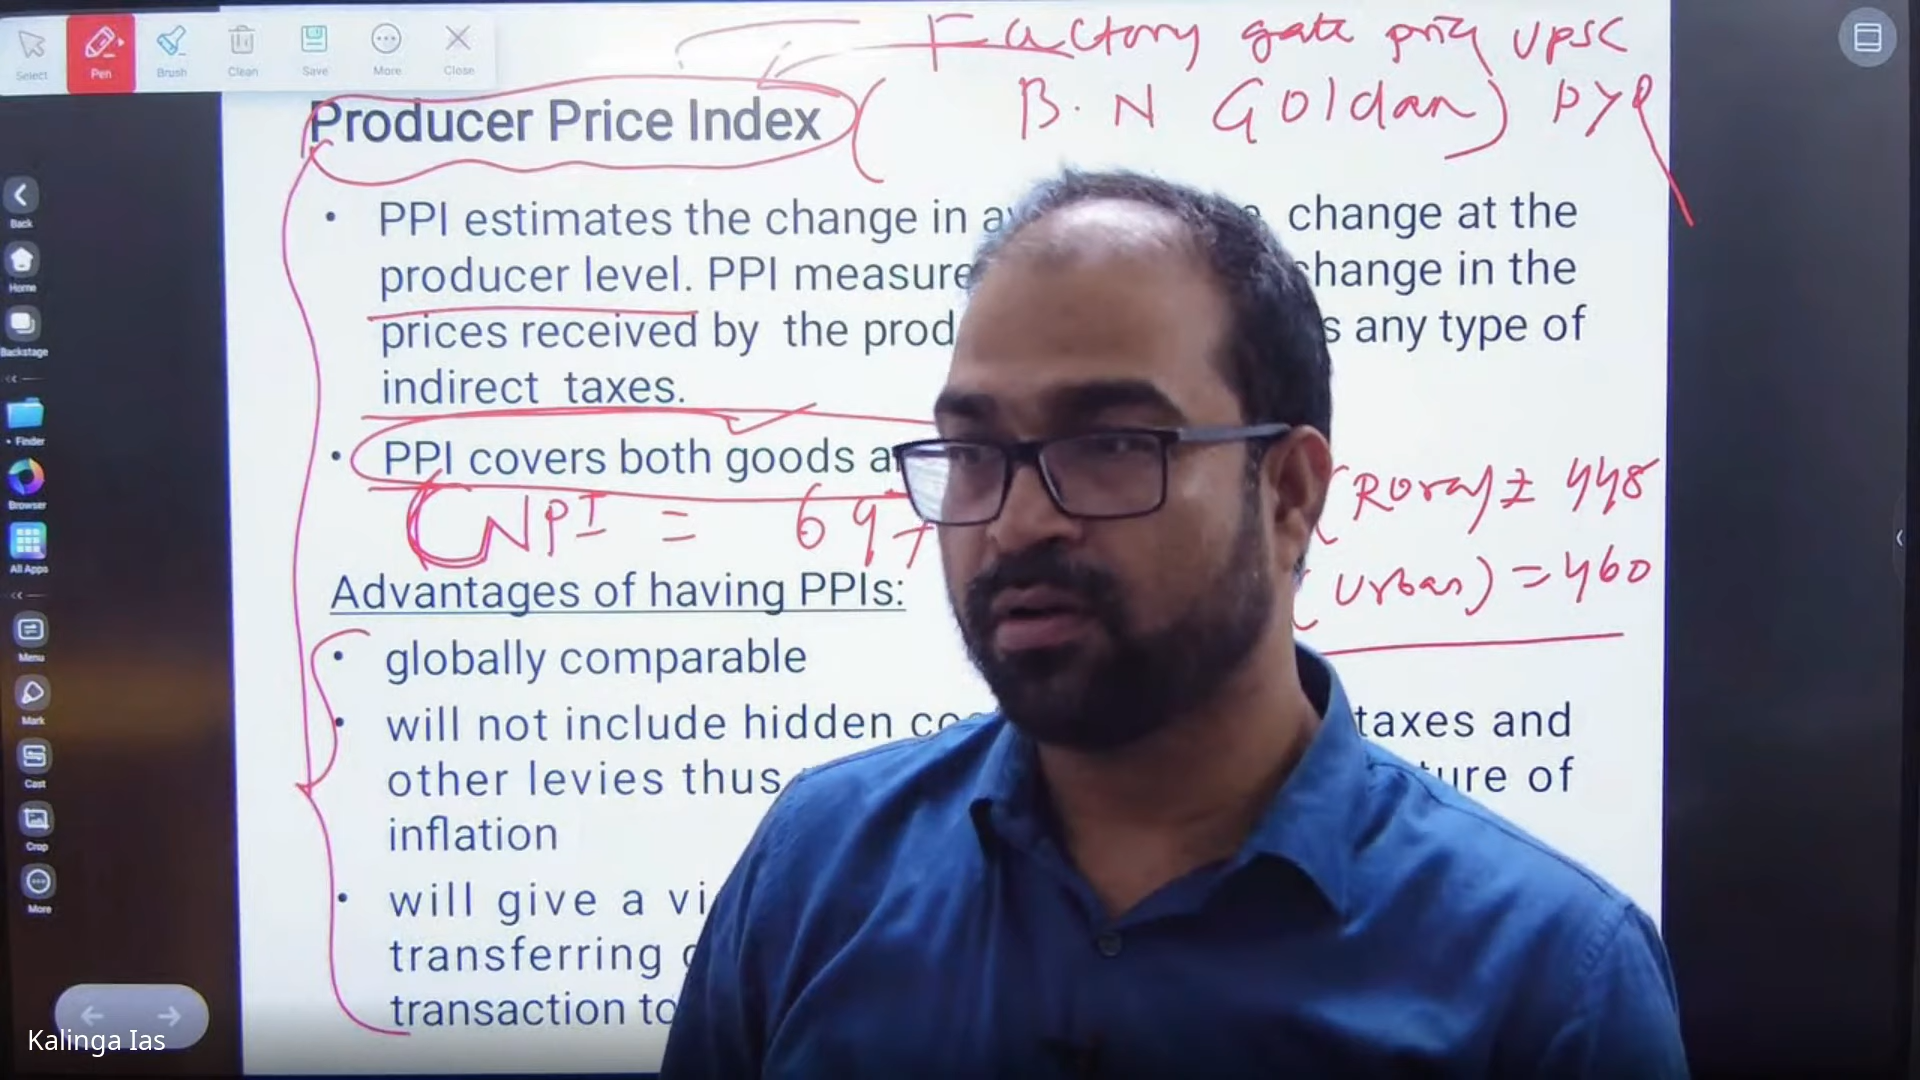 Select
Pen
Brush
Clean
Save
More
Close
Factory gate price UPSC
Producer Price Index
( B.N Goldan) PYQ
• PPI estimates the change in change at the
producer level. PPI measure change in the
prices received by the prod s any type of
indirect taxes.
• PPI covers both goods a
WPI = 697
(Rural) = 448
(Urban) = 460
Advantages of having PPIs:
• globally comparable
• will not include hidden co taxes and
other levies thus ture of
inflation
• will give a vi
transferring
transaction to
Back
Home
Backstage
Finder
Browser
All Apps
Menu
Mark
Cast
Crop
More
Kalinga Ias